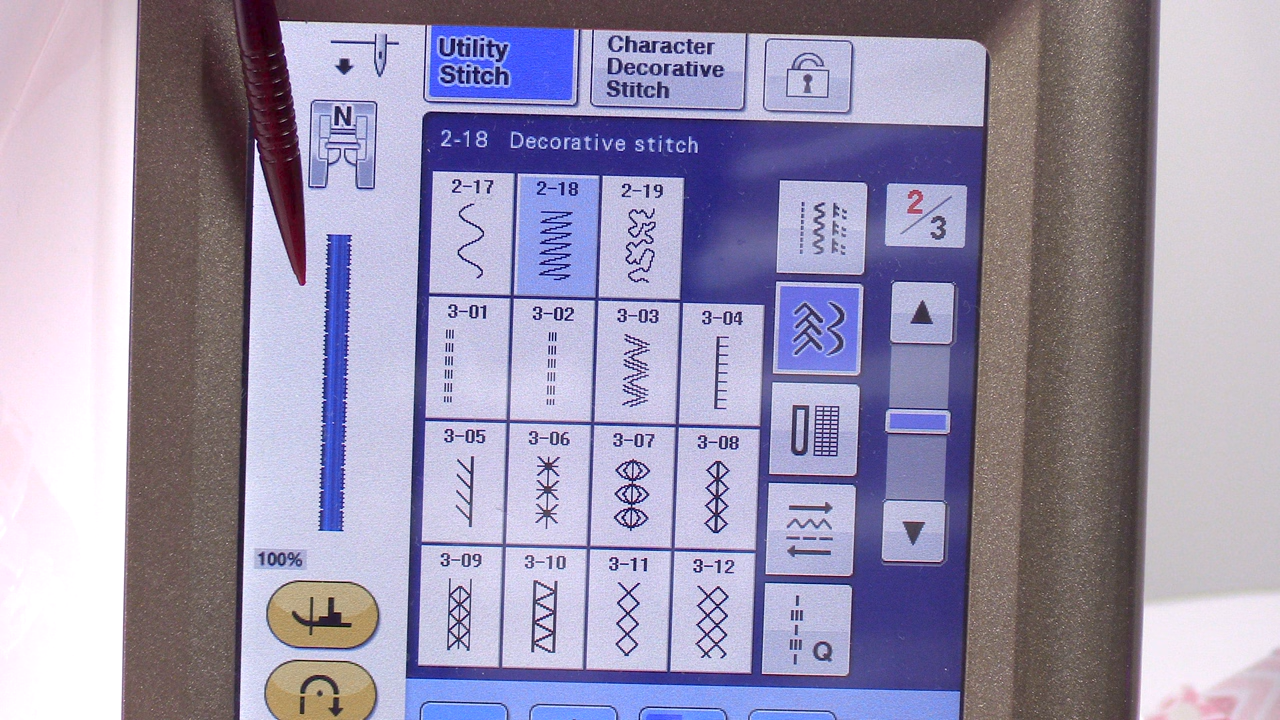 Utility
Stitch
Character
Decorative
Stitch
N
2-18 Decorative stitch
2-17 2-18 2-19
2/3
3-01 3-02 3-03 3-04
3-05 3-06 3-07 3-08
100%
3-09 3-10 3-11 3-12
Q